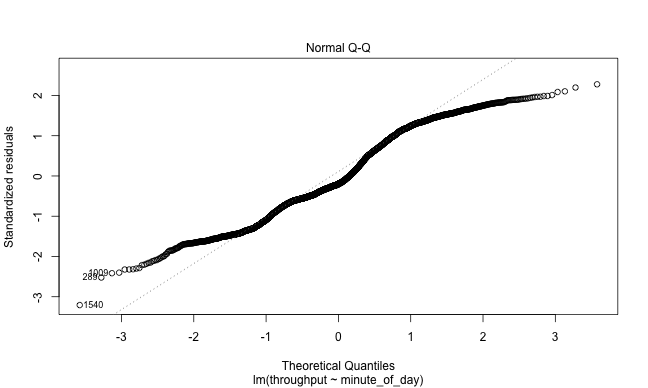 Normal Q-Q
Standardized residuals
2
1
0
-1
-2
-3
1009
289
1540
-3 -2 -1 0 1 2 3
Theoretical Quantiles
lm(throughput ~ minute_of_day)